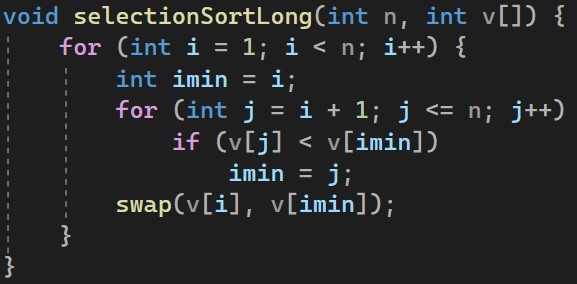 void selectionSortLong(int n, int v[]) {
    for (int i = 1; i < n; i++) {
        int imin = i;
        for (int j = i + 1; j <= n; j++)
            if (v[j] < v[imin])
                imin = j;
        swap(v[i], v[imin]);
    }
}